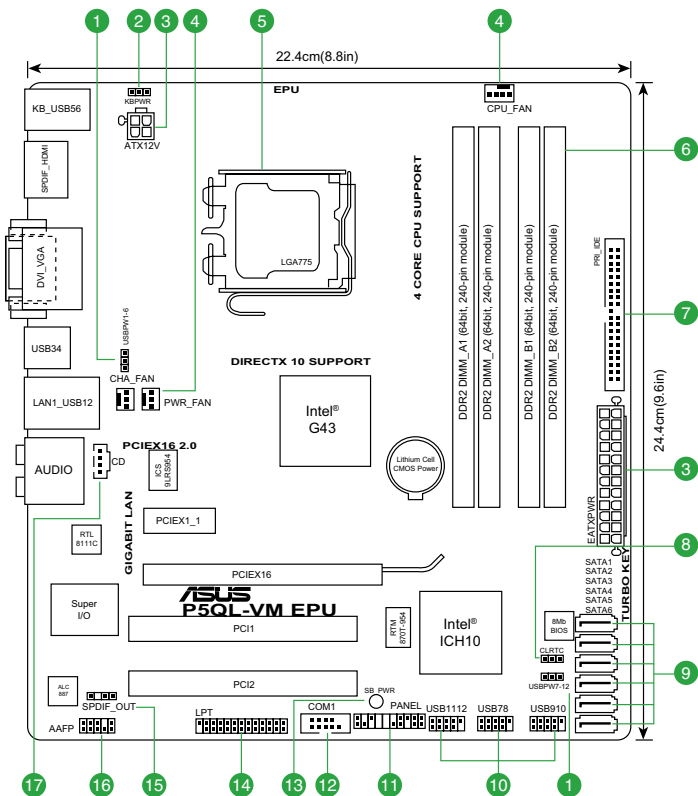 1
2
3
4
5
4
22.4cm(8.8in)
KB_USB56
KBPWR
ATX12V
EPU
CPU_FAN
6
SPDIF_HDMI
DVI_VGA
LGA775
4 CORE CPU SUPPORT
DDR2 DIMM_A1 (64bit, 240-pin module)
DDR2 DIMM_A2 (64bit, 240-pin module)
DDR2 DIMM_B1 (64bit, 240-pin module)
DDR2 DIMM_B2 (64bit, 240-pin module)
PRI_IDE
7
24.4cm(9.6in)
USBPW1-6
USB34
CHA_FAN
PWR_FAN
DIRECTX 10 SUPPORT
LAN1_USB12
Intel®
G43
PCIEX16 2.0
AUDIO
CD
ICS
9LRS954
Lithium Cell
CMOS Power
EATXPWR
3
GIGABIT LAN
PCIEX1_1
RTL
8111C
8
SATA1
SATA2
SATA3
SATA4
SATA5
SATA6
TURBO KEY
PCIEX16
ASUS
P5QL-VM EPU
Super
I/O
PCI1
RTM
870T-954
Intel®
ICH10
8Mb
BIOS
CLRTC
9
USBPW7-12
ALC
887
PCI2
SPDIF_OUT
SB_PWR
AAFP
LPT
COM1
PANEL
USB1112
USB78
USB910
17
16
15
14
13
12
11
10
1